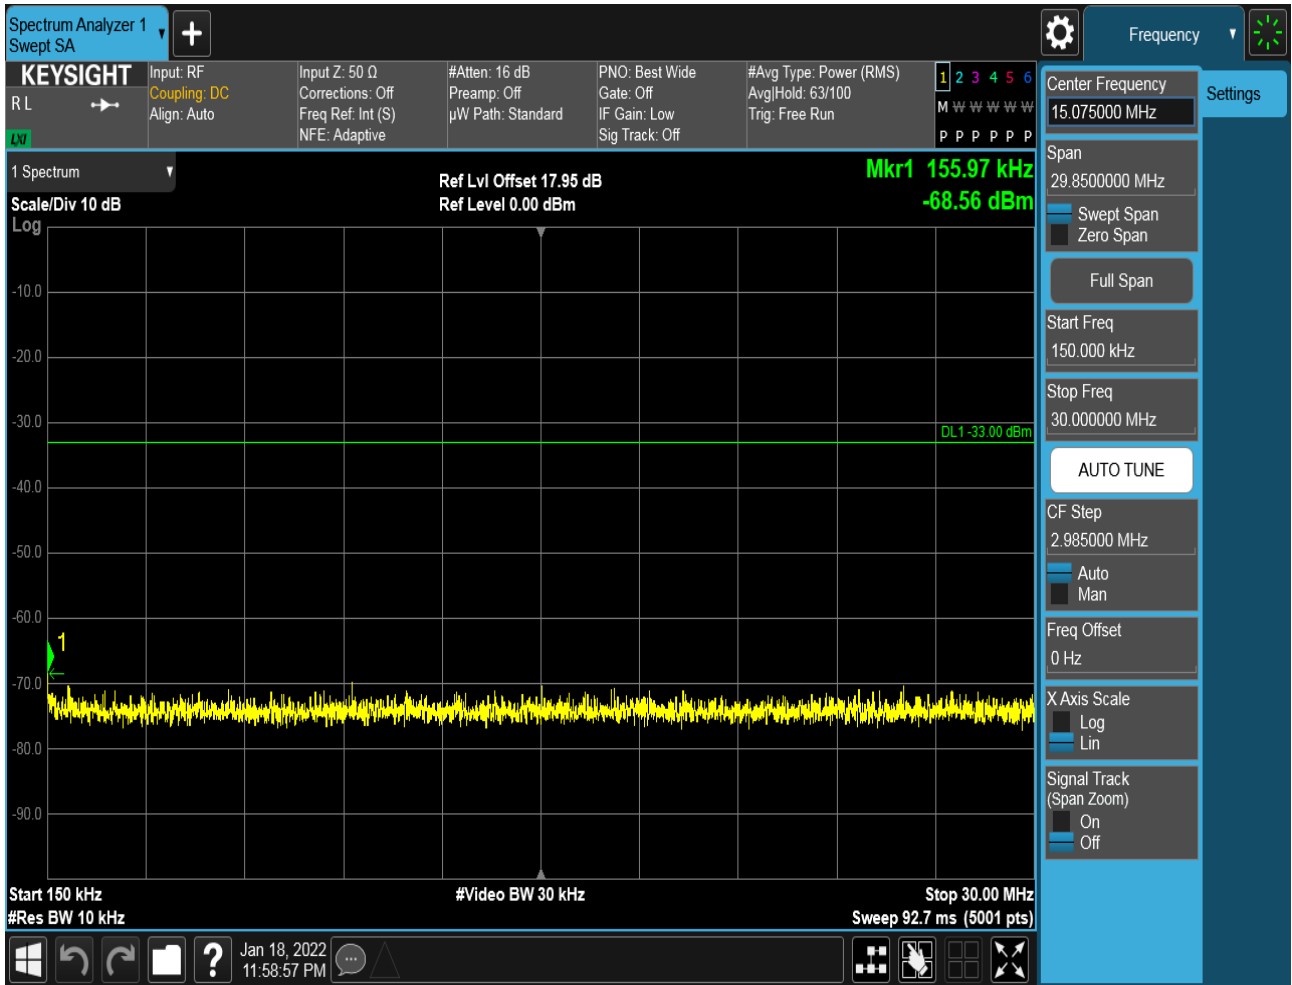 Spectrum Analyzer 1
Swept SA
Frequency
KEYSIGHT
R L
LXI
Input: RF
Coupling: DC
Align: Auto
Input Z: 50 Ω
Corrections: Off
Freq Ref: Int (S)
NFE: Adaptive
#Atten: 16 dB
Preamp: Off
µW Path: Standard
PNO: Best Wide
Gate: Off
IF Gain: Low
Sig Track: Off
#Avg Type: Power (RMS)
Avg|Hold: 63/100
Trig: Free Run
1 2 3 4 5 6
M W W W W W
P P P P P P
1 Spectrum
Scale/Div 10 dB
Log
Ref Lvl Offset 17.95 dB
Ref Level 0.00 dBm
Mkr1 155.97 kHz
-68.56 dBm
-10.0
-20.0
-30.0
DL1 -33.00 dBm
-40.0
-50.0
-60.0
1
-70.0
-80.0
-90.0
Start 150 kHz
#Video BW 30 kHz
Stop 30.00 MHz
#Res BW 10 kHz
Sweep 92.7 ms (5001 pts)
?
Jan 18, 2022
11:58:57 PM
Center Frequency
15.075000 MHz
Settings
Span
29.8500000 MHz
Swept Span
Zero Span
Full Span
Start Freq
150.000 kHz
Stop Freq
30.000000 MHz
AUTO TUNE
CF Step
2.985000 MHz
Auto
Man
Freq Offset
0 Hz
X Axis Scale
Log
Lin
Signal Track
(Span Zoom)
On
Off